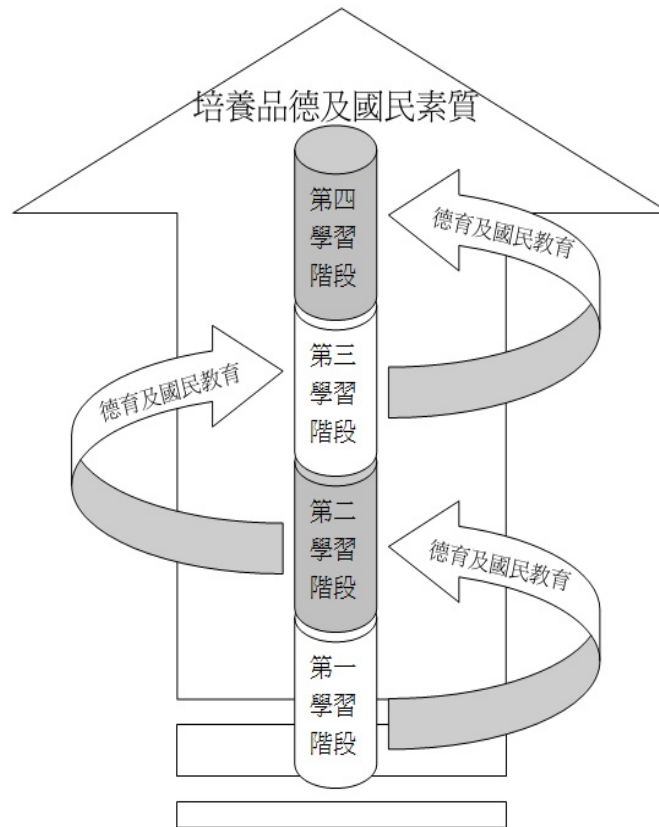 培養品德及國民素質
第四
學習
階段
德育及國民教育
第三
學習
階段
德育及國民教育
第二
學習
階段
德育及國民教育
第一
學習
階段